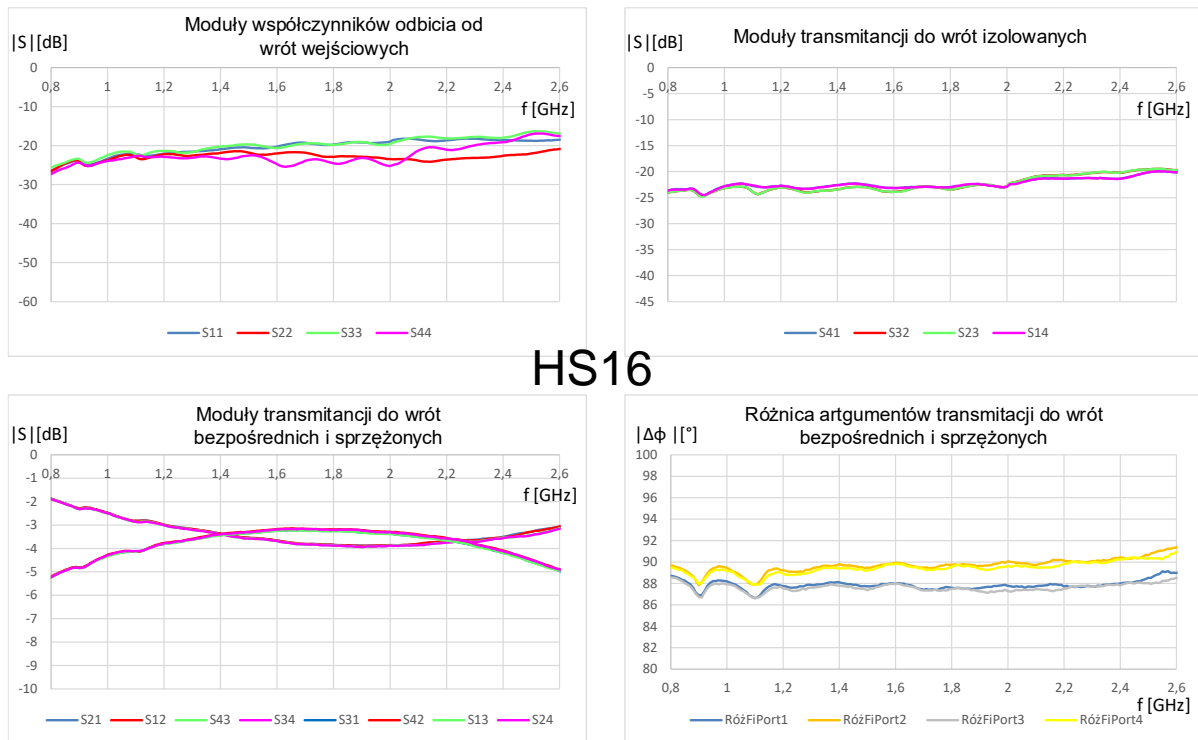 Moduły współczynników odbicia od
wrót wejściowych
|S|[dB]
0
-10
-20
-30
-40
-50
-60
0,8 1 1,2 1,4 1,6 1,8 2 2,2 2,4 2,6
f [GHz]
S11 S22 S33 S44
Moduły transmitancji do wrót izolowanych
|S|[dB]
0
-5
-10
-15
-20
-25
-30
-35
-40
-45
0,8 1 1,2 1,4 1,6 1,8 2 2,2 2,4 2,6
f [GHz]
S41 S32 S23 S14
HS16
Moduły transmitancji do wrót
bezpośrednich i sprzężonych
|S|[dB]
0
-1
-2
-3
-4
-5
-6
-7
-8
-9
-10
0,8 1 1,2 1,4 1,6 1,8 2 2,2 2,4 2,6
f [GHz]
S21 S12 S43 S34 S31 S42 S13 S24
Różnica artgumentów transmitacji do wrót
bezpośrednich i sprzężonych
|Δϕ |[°]
100
98
96
94
92
90
88
86
84
82
80
0,8 1 1,2 1,4 1,6 1,8 2 2,2 2,4 2,6
f [GHz]
RóżFiPort1 RóżFiPort2 RóżFiPort3 RóżFiPort4